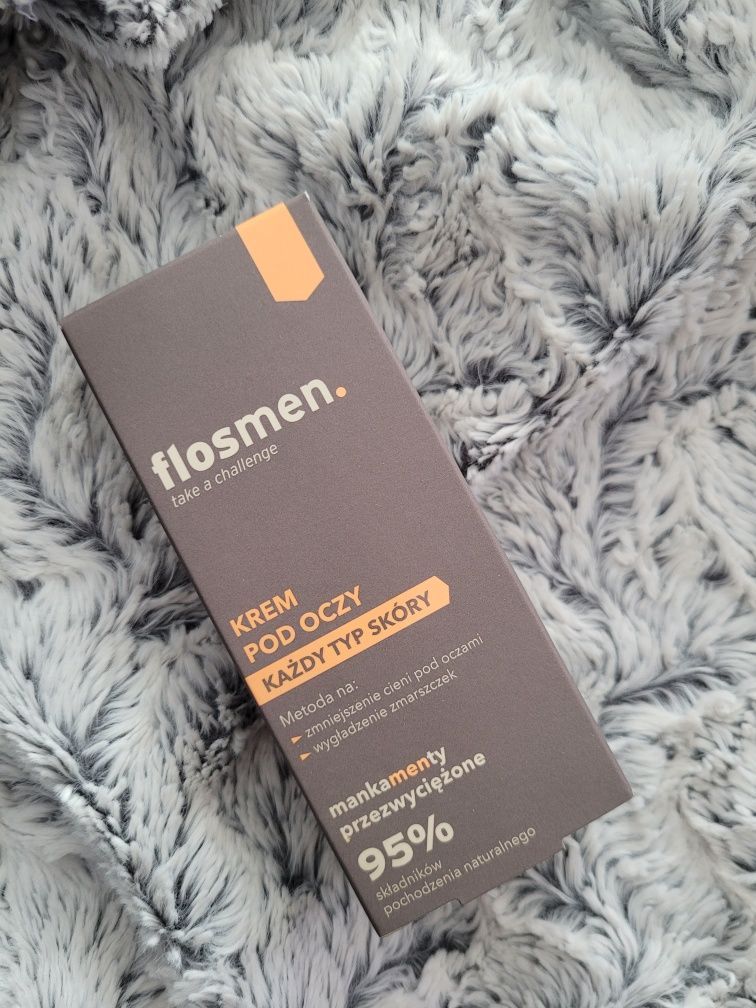 flosmen.
take a challenge
KREM
POD OCZY
KAŻDY TYP SKÓRY
Metoda na:
zmniejszenie cieni pod oczami
wygładzenie zmarszczek
mankamenty
przezwyciężone
95%
składników
pochodzenia naturalnego